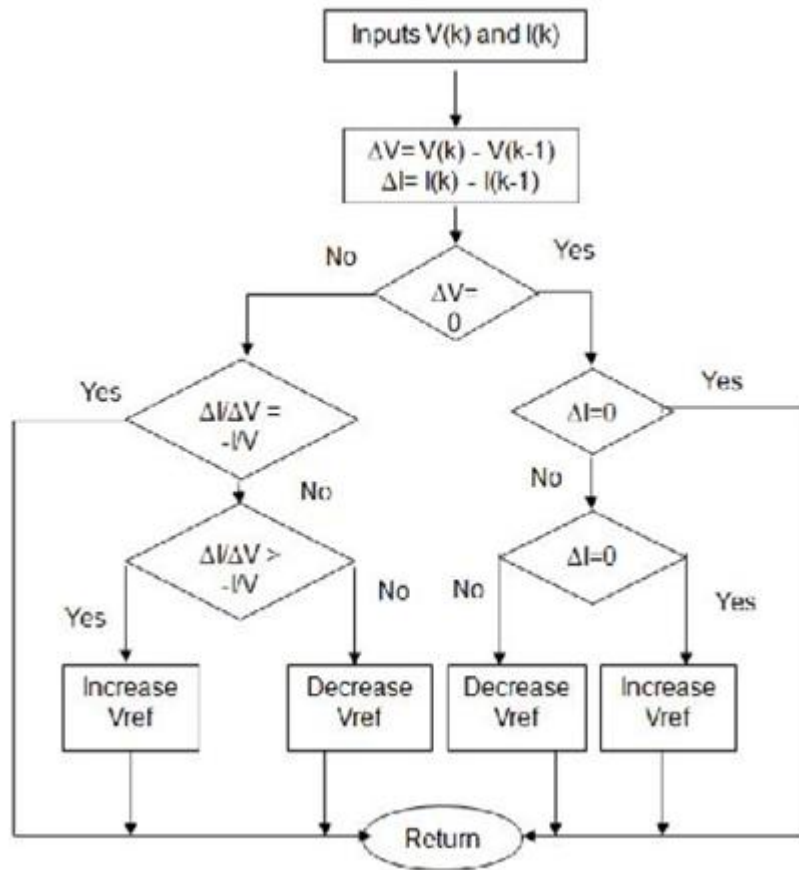 Inputs V(k) and I(k)
ΔV= V(k) - V(k-1)
ΔI= I(k) - I(k-1)
No
Yes
ΔV=
0
Yes
ΔI/ΔV =
-I/V
ΔI=0
Yes
No
No
ΔI/ΔV >
-I/V
ΔI=0
Yes
No
No
Yes
Increase
Vref
Decrease
Vref
Decrease
Vref
Increase
Vref
Return